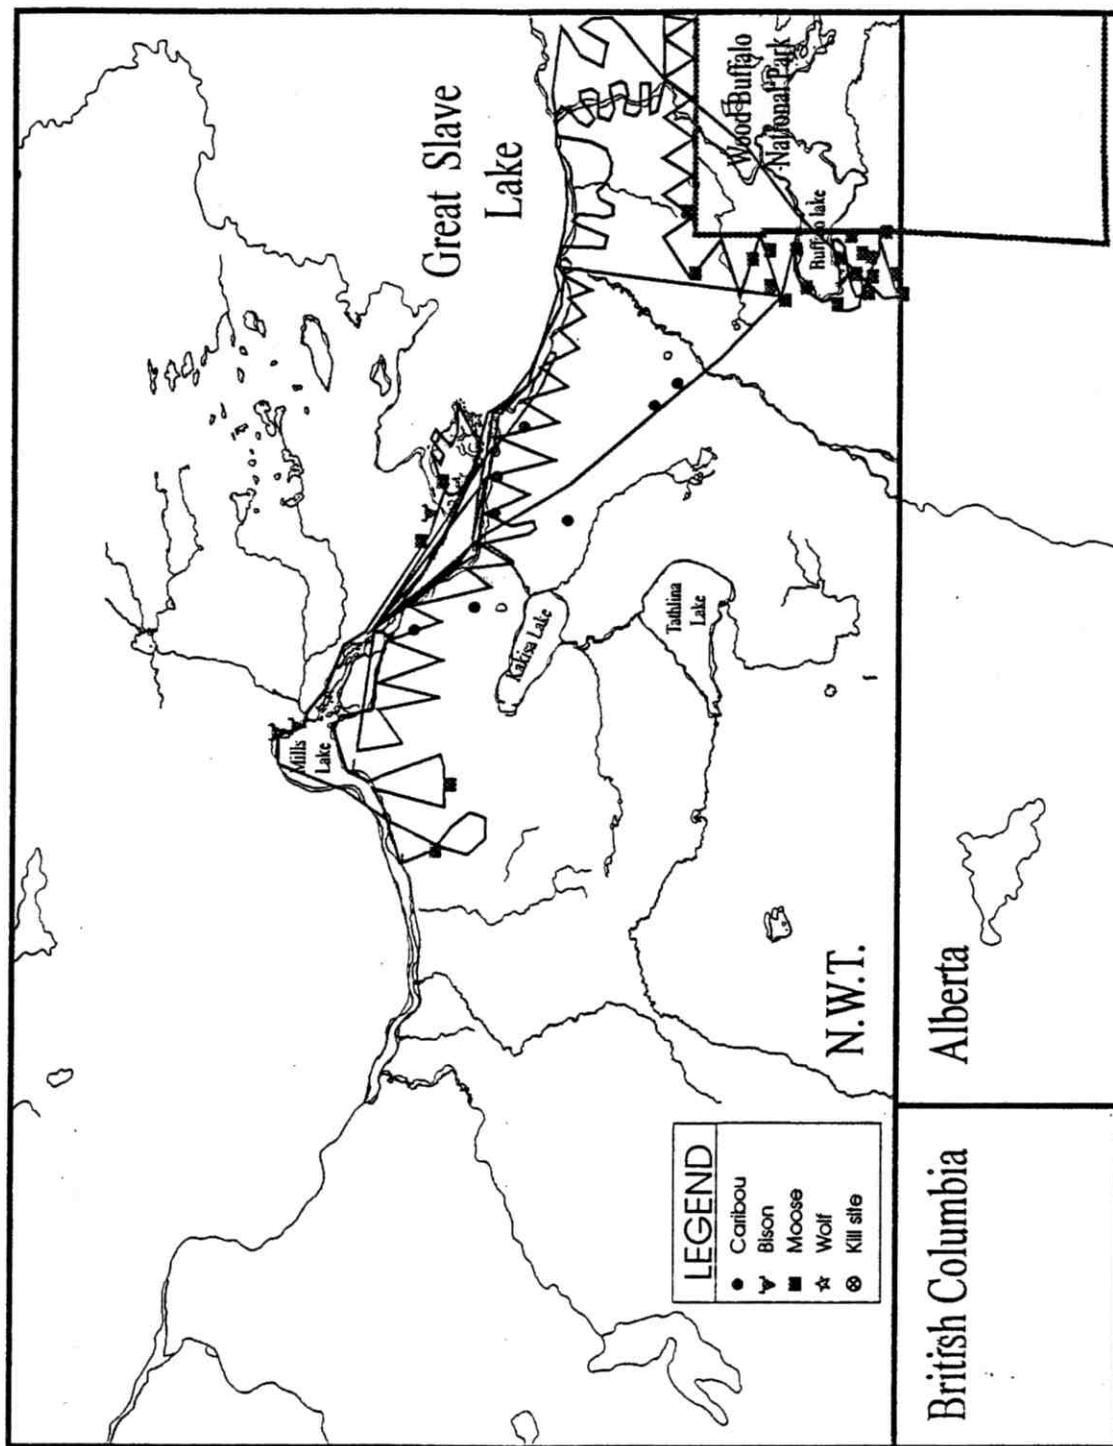 Great Slave
Lake
Wood Buffalo
National Park
Buffalo lake
Mills
Lake
Kakisa Lake
Tathlina
Lake
N.W.T.
Alberta
British Columbia
LEGEND
Caribou
Bison
Moose
Wolf
Kill site